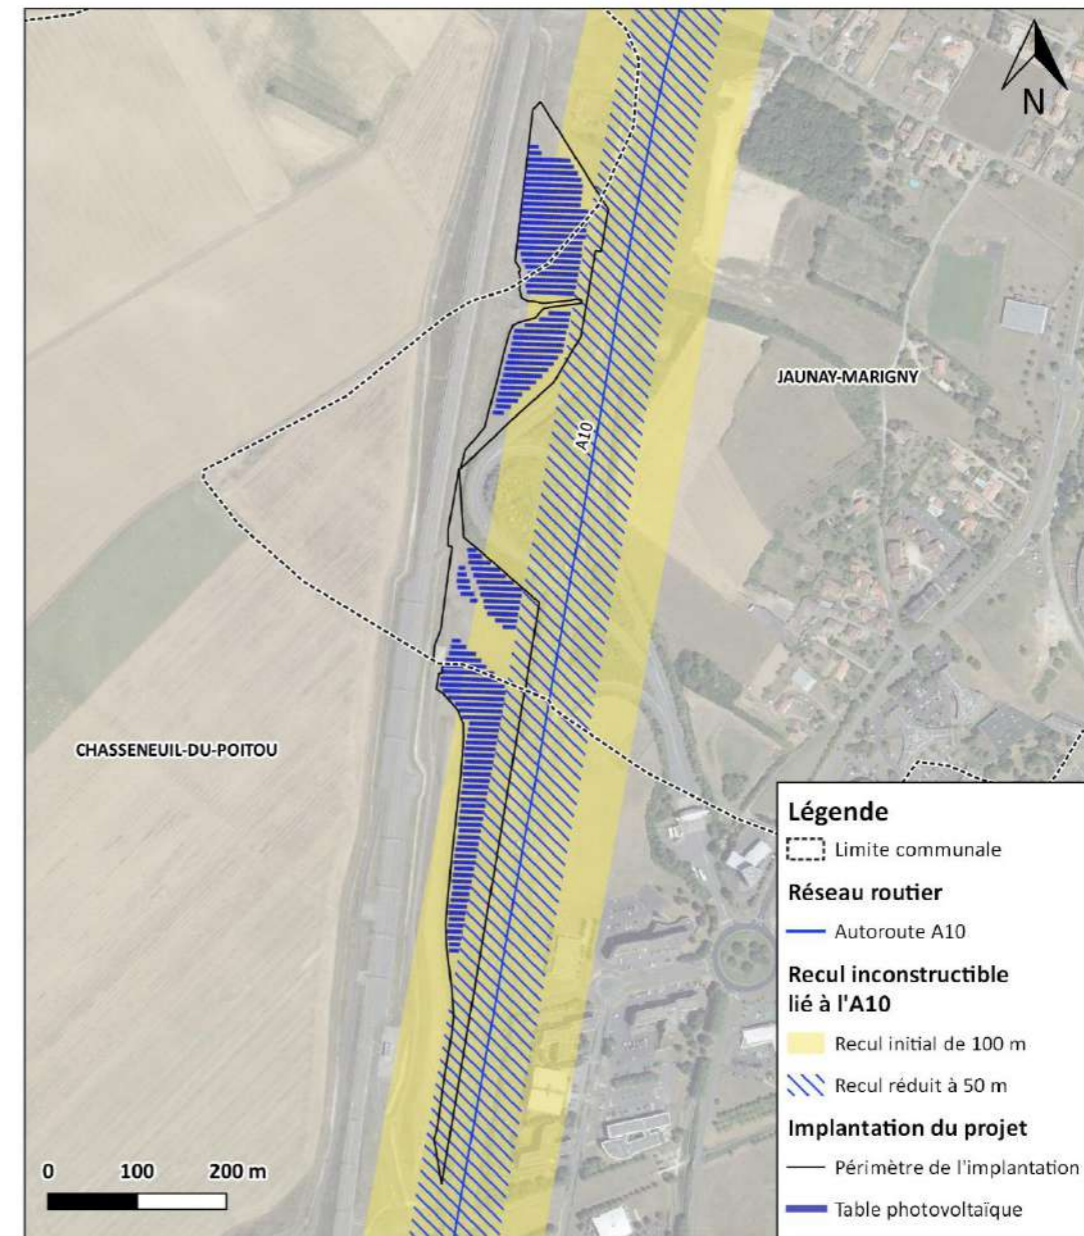 N
JAUNAY-MARIGNY
A10
CHASSENEUIL-DU-POITOU
0 100 200 m
Légende
Limite communale
Réseau routier
Autoroute A10
Recul inconstructible
lié à l'A10
Recul initial de 100 m
Recul réduit à 50 m
Implantation du projet
Périmètre de l'implantation
Table photovoltaïque